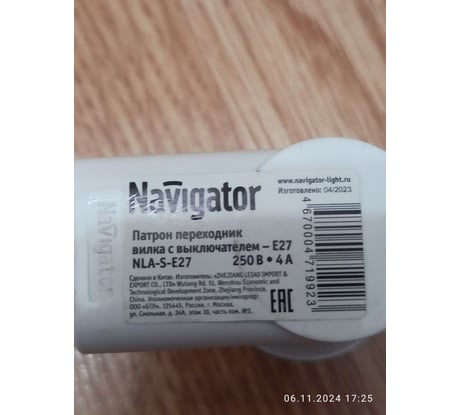 Navigator
www.navigator-light.ru
Изготовлено: 04/2023
Navigator
Патрон переходник
вилка с выключателем – E27
NLA-S-E27 250 В • 4 А
Сделано в Китае. Изготовитель: «ZHEJIANG LEIAO IMPORT &
EXPORT CO., LTD» Wutang Rd. 51, Wenzhou Economic and
Technological Development Zone, Zhejiang Province,
China. Уполномоченная организация/импортер:
ООО «БТЛ», 125445, Россия, г. Москва,
ул. Смольная, д. 24А, этаж 10, часть пом. №3.
EAC
4 670004 719923
06.11.2024 17:25